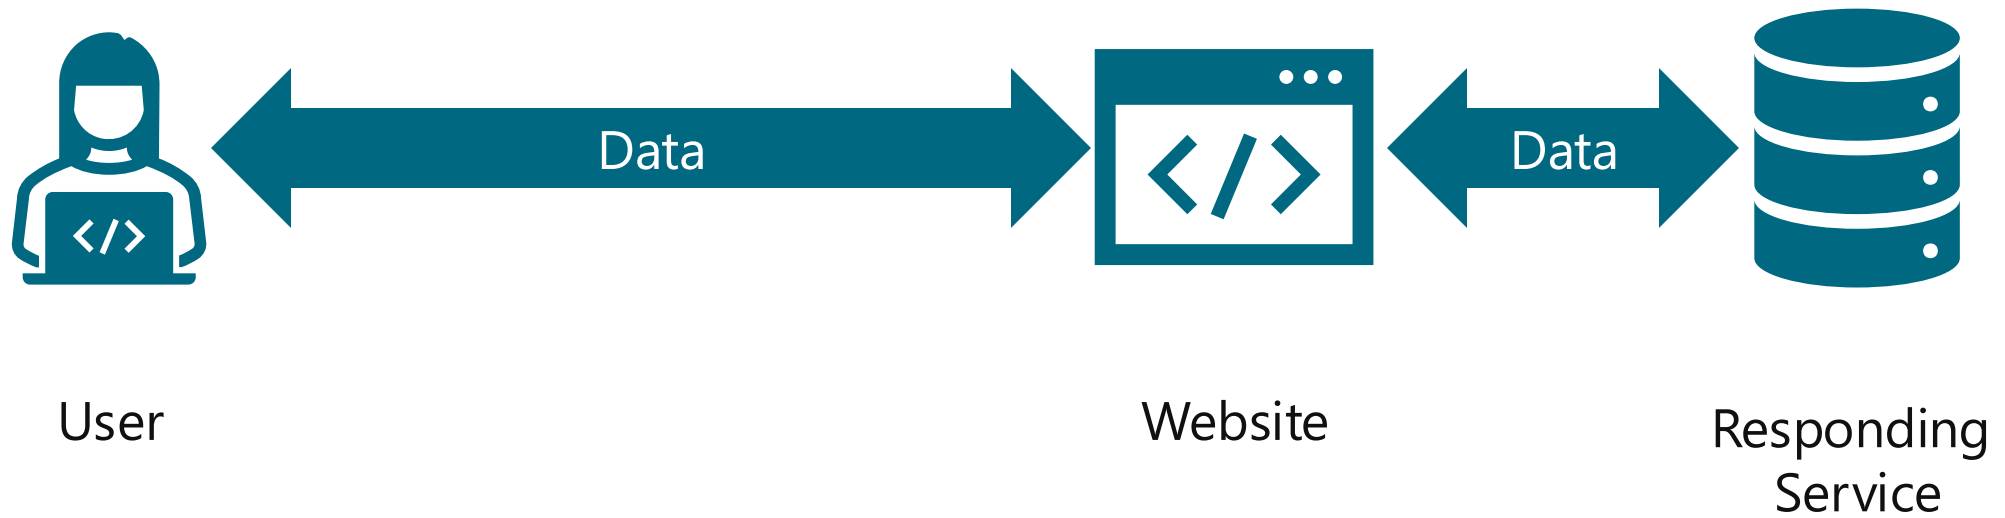 Data
Data
User
Website
Responding
Service